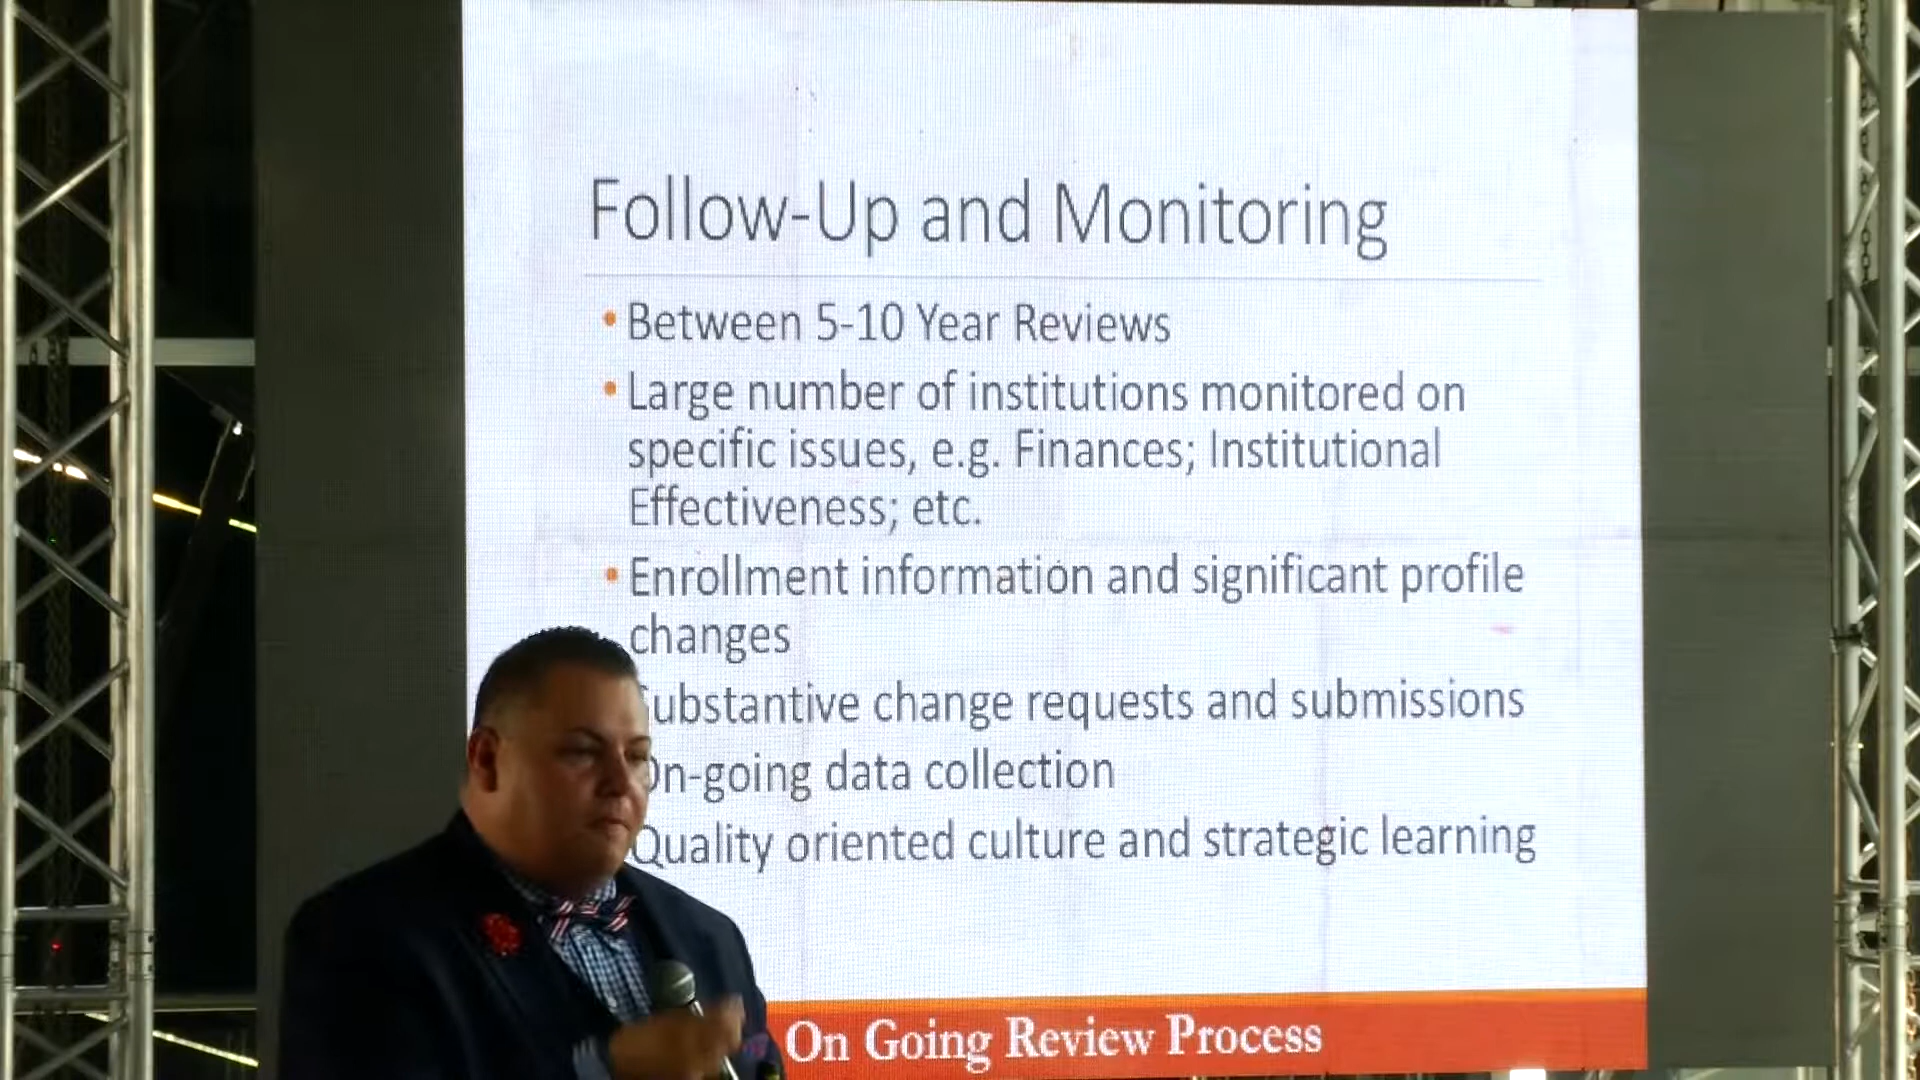 Follow-Up and Monitoring
• Between 5-10 Year Reviews
• Large number of institutions monitored on
specific issues, e.g. Finances; Institutional
Effectiveness; etc.
• Enrollment information and significant profile
changes
Substantive change requests and submissions
On-going data collection
Quality oriented culture and strategic learning
On Going Review Process